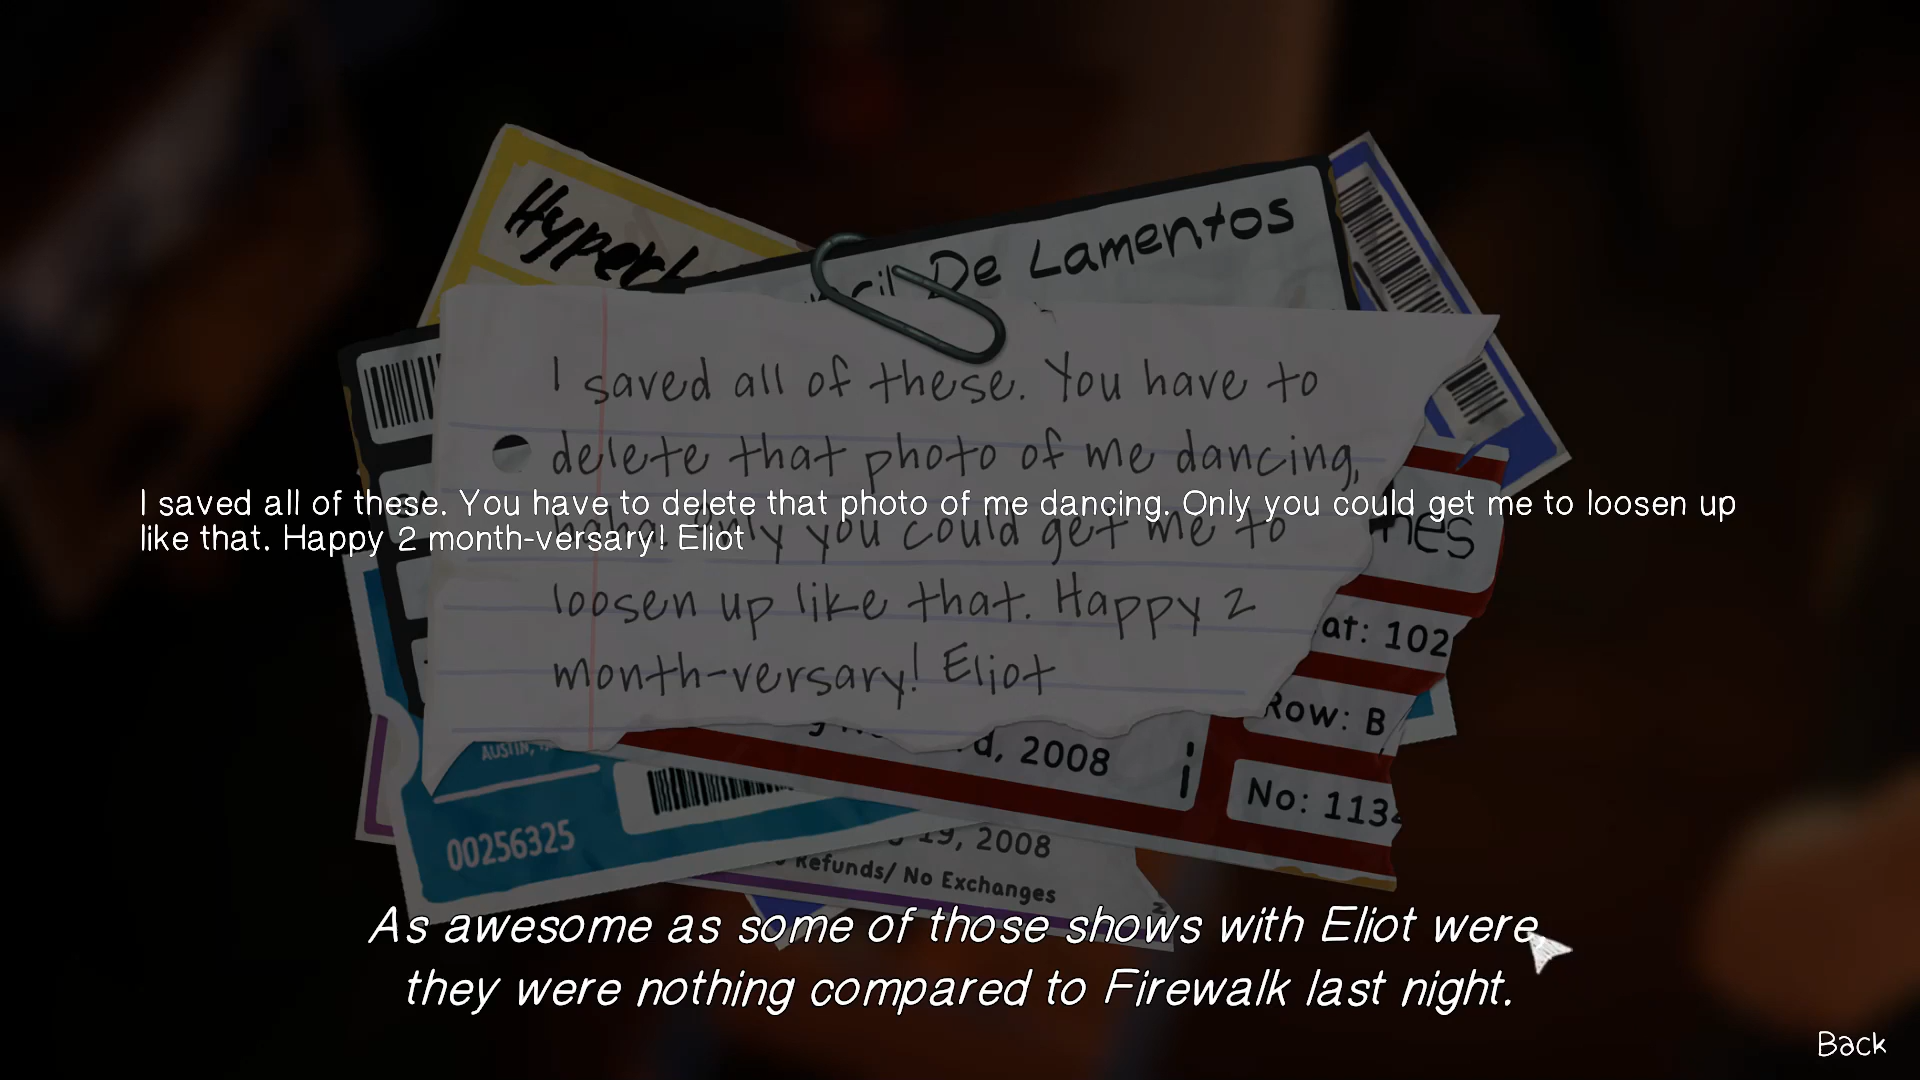 De Lamentos
I saved all of these. You have to
delete that photo of me dancing,
I saved all of these. You have to delete that photo of me dancing. Only you could get me to loosen up
like that. Happy 2 month-versary! Eliot
haha. Only you could get me to
loosen up like that. Happy 2
month-versary! Eliot
at: 102
Row: B
2008
No: 113
AUSTIN,
00256325
19, 2008
Refunds/ No Exchanges
As awesome as some of those shows with Eliot were,
they were nothing compared to Firewalk last night.
Back